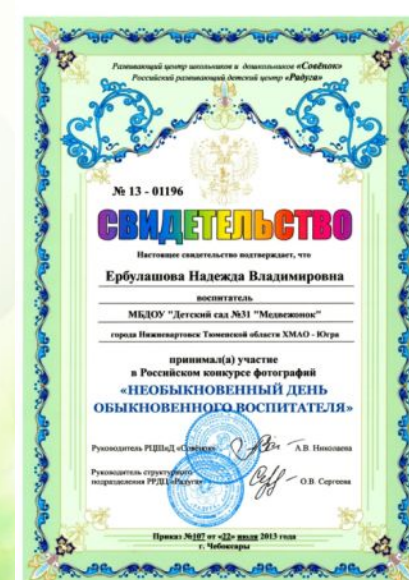 Развивающий центр школьников и дошкольников «Совёнок»
Российский развивающий детский центр «Радуга»
№ 13 - 01196
СВИДЕТЕЛЬСТВО
Настоящее свидетельство подтверждает, что
Ербулашова Надежда Владимировна
воспитатель
МБДОУ "Детский сад №31 "Медвежонок"
города Нижневартовск Тюменской области ХМАО - Югра
принимал(а) участие
в Российском конкурсе фотографий
«НЕОБЫКНОВЕННЫЙ ДЕНЬ
ОБЫКНОВЕННОГО ВОСПИТАТЕЛЯ»
Руководитель РЦШиД «Совёнок» А.В. Николаева
Руководитель структурного
подразделения РРДЦ «Радуга» О.В. Сергеева
Приказ №107 от «22» июля 2013 года
г. Чебоксары